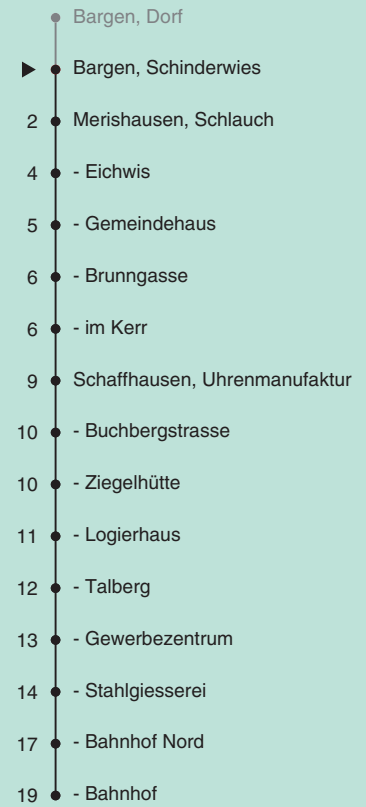 Bargen, Dorf
Bargen, Schinderwies
2 Merishausen, Schlauch
4 - Eichwis
5 - Gemeindehaus
6 - Brunngasse
6 - im Kerr
9 Schaffhausen, Uhrenmanufaktur
10 - Buchbergstrasse
10 - Ziegelhütte
11 - Logierhaus
12 - Talberg
13 - Gewerbezentrum
14 - Stahlgiesserei
17 - Bahnhof Nord
19 - Bahnhof